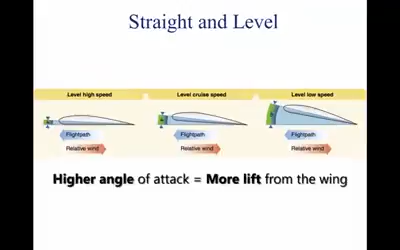 Straight and Level
Level high speed
Level cruise speed
Level low speed
Flightpath
Relative wind
Flightpath
Relative wind
Flightpath
Relative wind
Higher angle of attack = More lift from the wing